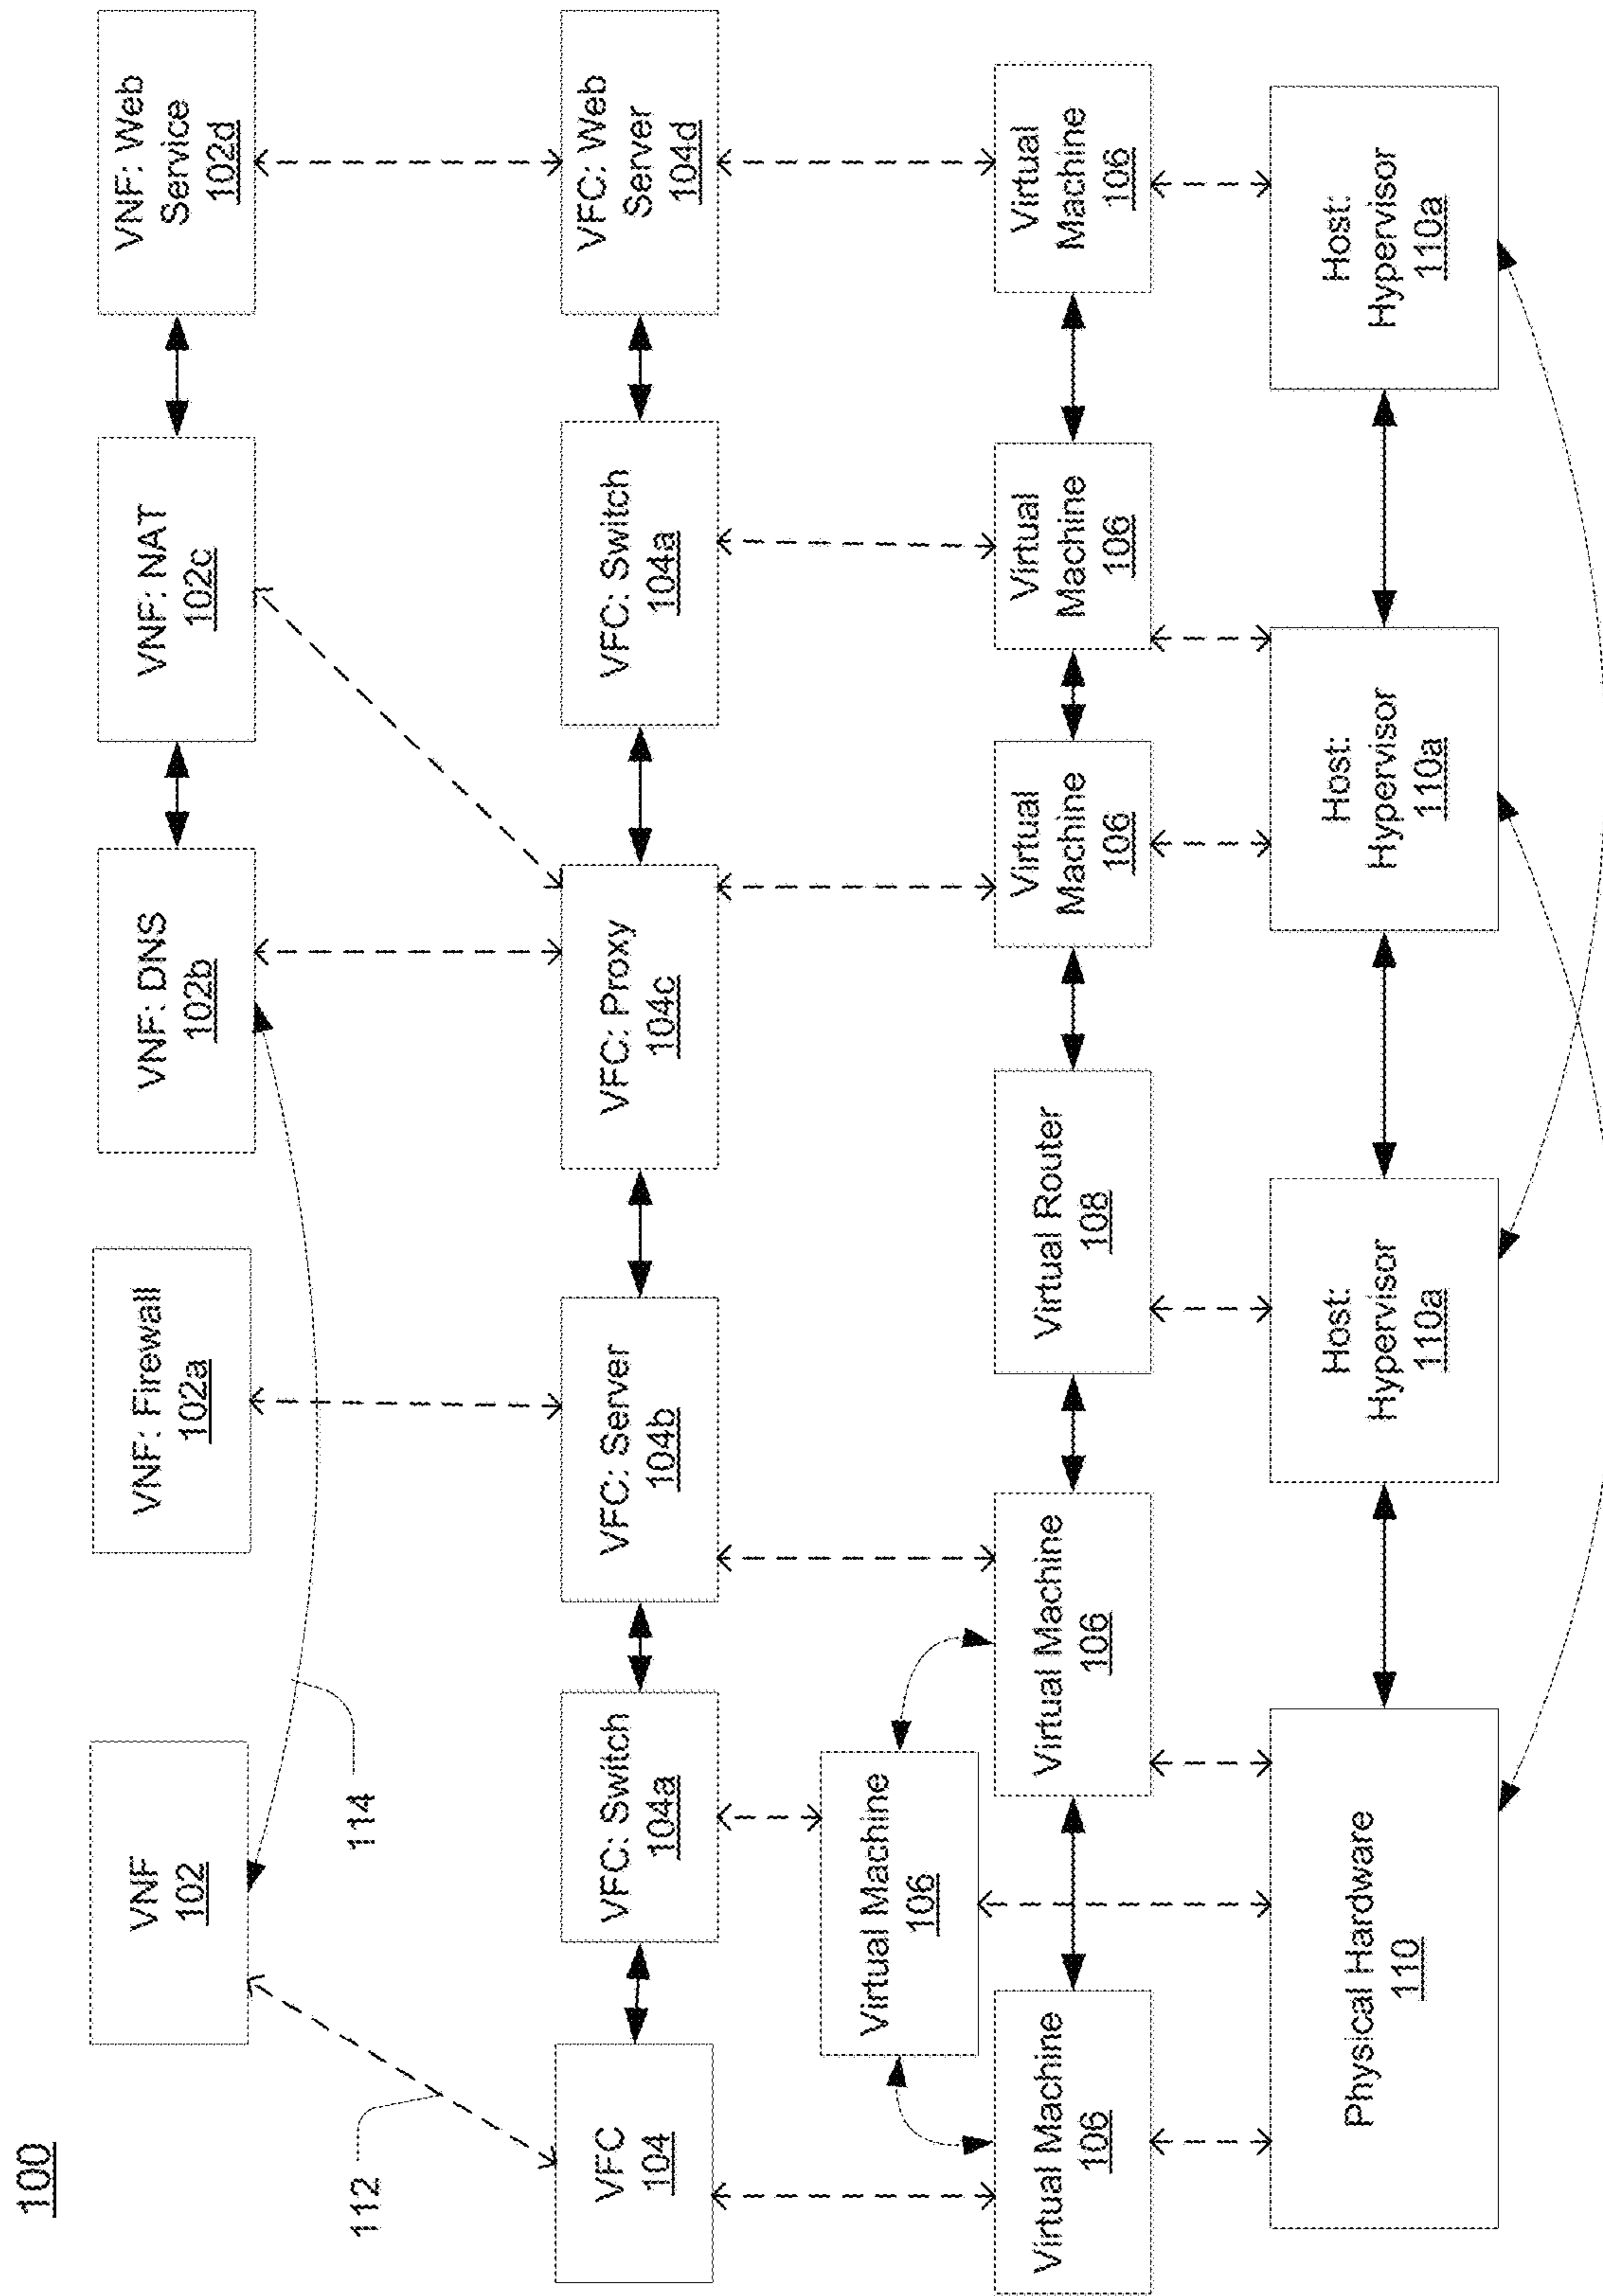 100
VNF
102
VNF: Firewall
102a
VNF: DNS
102b
VNF: NAT
102c
VNF: Web
Service
102d
114
112
VFC
104
VFC: Switch
104a
VFC: Server
104b
VFC: Proxy
104c
VFC: Switch
104a
VFC: Web
Server
104d
Virtual Machine
106
Virtual Machine
106
Virtual Machine
106
Virtual Router
108
Virtual
Machine
106
Virtual
Machine
106
Virtual
Machine
106
Physical Hardware
110
Host:
Hypervisor
110a
Host:
Hypervisor
110a
Host:
Hypervisor
110a